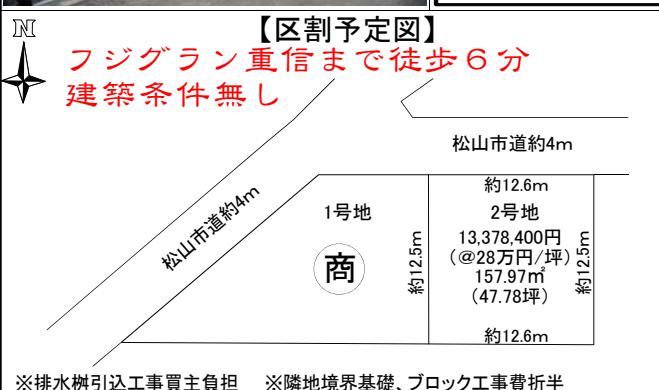 N
【区割予定図】
フジグラン重信まで徒歩6分
建築条件無し
松山市道約4m
松山市道約4m
1号地
商
約12.6m
2号地
13,378,400円
(@28万円/坪)
157.97㎡
(47.78坪)
約12.5m
約12.5m
約12.6m
※排水桝引込工事買主負担 ※隣地境界基礎、ブロック工事費折半